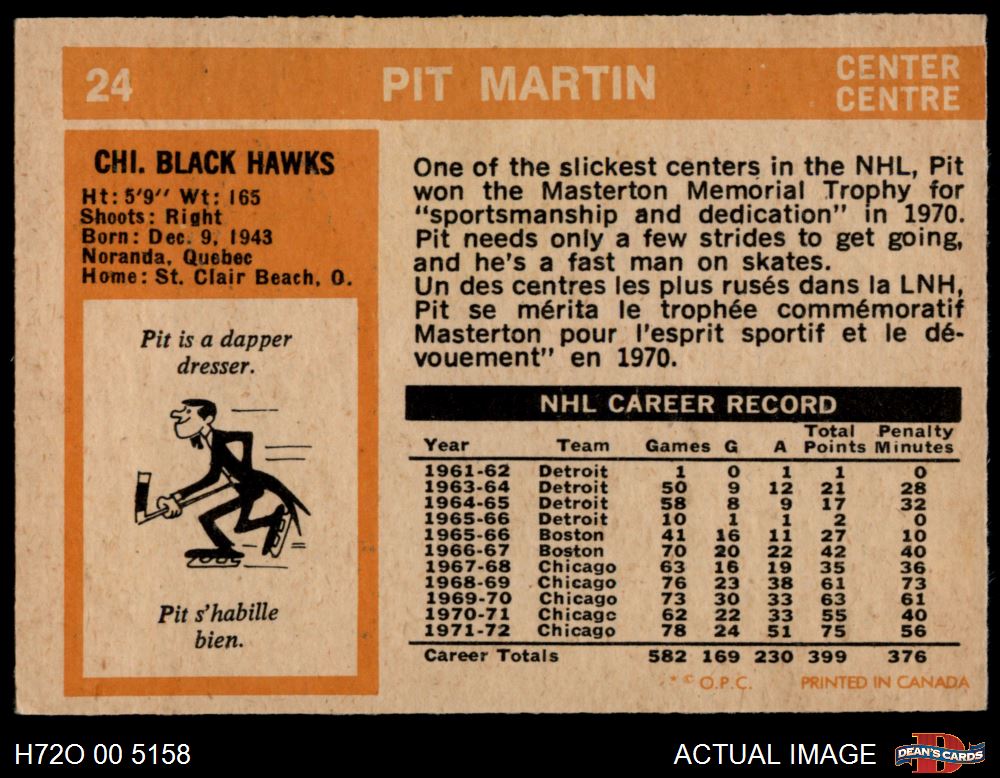 24
PIT MARTIN
CENTER
CENTRE
CHI. BLACK HAWKS
Ht: 5'9'' Wt: 165
Shoots: Right
Born: Dec. 9, 1943
Noranda, Quebec
Home: St. Clair Beach, O.
Pit is a dapper
dresser.
Pit s'habille
bien.
One of the slickest centers in the NHL, Pit
won the Masterton Memorial Trophy for
"sportsmanship and dedication" in 1970.
Pit needs only a few strides to get going,
and he's a fast man on skates.
Un des centres les plus rusés dans la LNH,
Pit se mérita le trophée commémoratif
Masterton pour l'esprit sportif et le dé-
vouement" en 1970.
NHL CAREER RECORD
Year Team Games G A Total Points Penalty Minutes
1961-62 Detroit 1 0 1 1 0
1963-64 Detroit 50 9 12 21 28
1964-65 Detroit 58 8 9 17 32
1965-66 Detroit 10 1 1 2 0
1965-66 Boston 41 16 11 27 10
1966-67 Boston 70 20 22 42 40
1967-68 Chicago 63 16 19 35 36
1968-69 Chicago 76 23 38 61 73
1969-70 Chicago 73 30 33 63 61
1970-71 Chicago 62 22 33 55 40
1971-72 Chicago 78 24 51 75 56
Career Totals 582 169 230 399 376
* © O.P.C. PRINTED IN CANADA
H72O 00 5158
ACTUAL IMAGE
D
DEAN'S CARDS